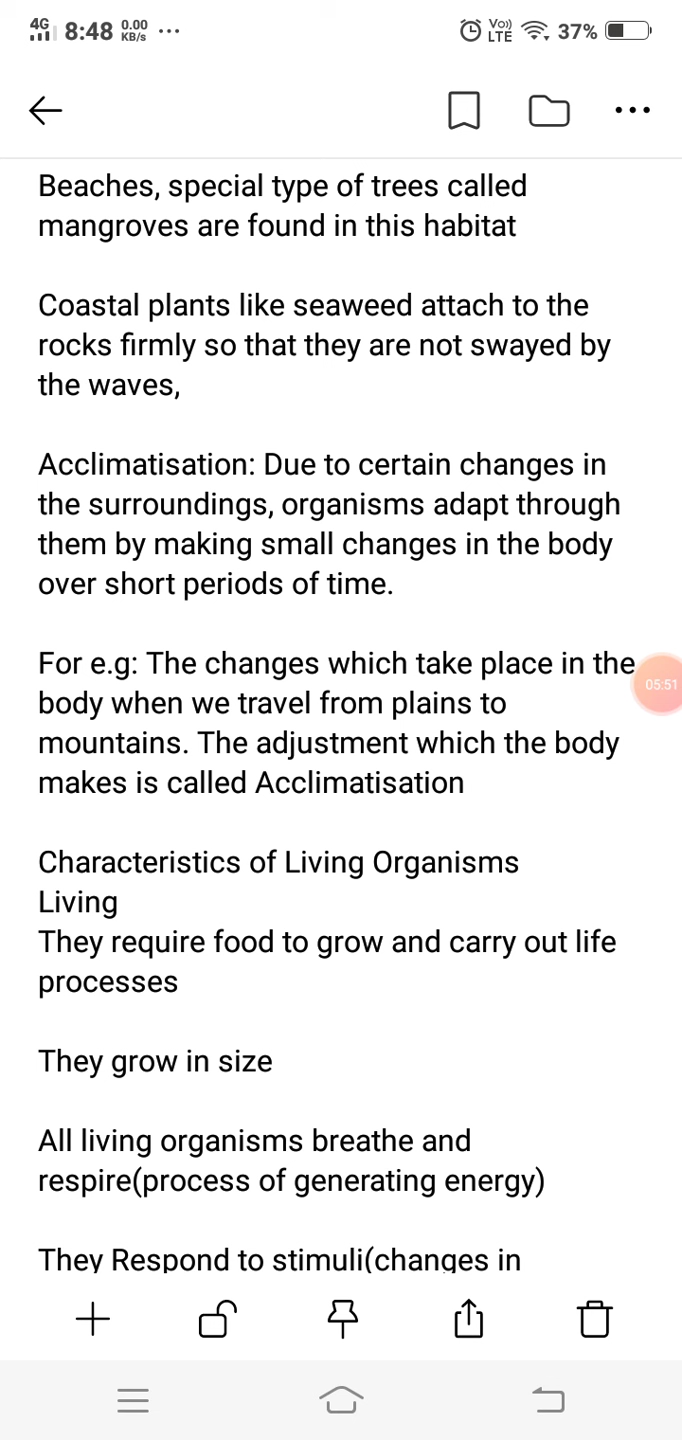 4G 8:48 0.00 KB/s ... Vo)) LTE 37%
Beaches, special type of trees called
mangroves are found in this habitat
Coastal plants like seaweed attach to the
rocks firmly so that they are not swayed by
the waves,
Acclimatisation: Due to certain changes in
the surroundings, organisms adapt through
them by making small changes in the body
over short periods of time.
For e.g: The changes which take place in the
05:51
body when we travel from plains to
mountains. The adjustment which the body
makes is called Acclimatisation
Characteristics of Living Organisms
Living
They require food to grow and carry out life
processes
They grow in size
All living organisms breathe and
respire(process of generating energy)
They Respond to stimuli(changes in